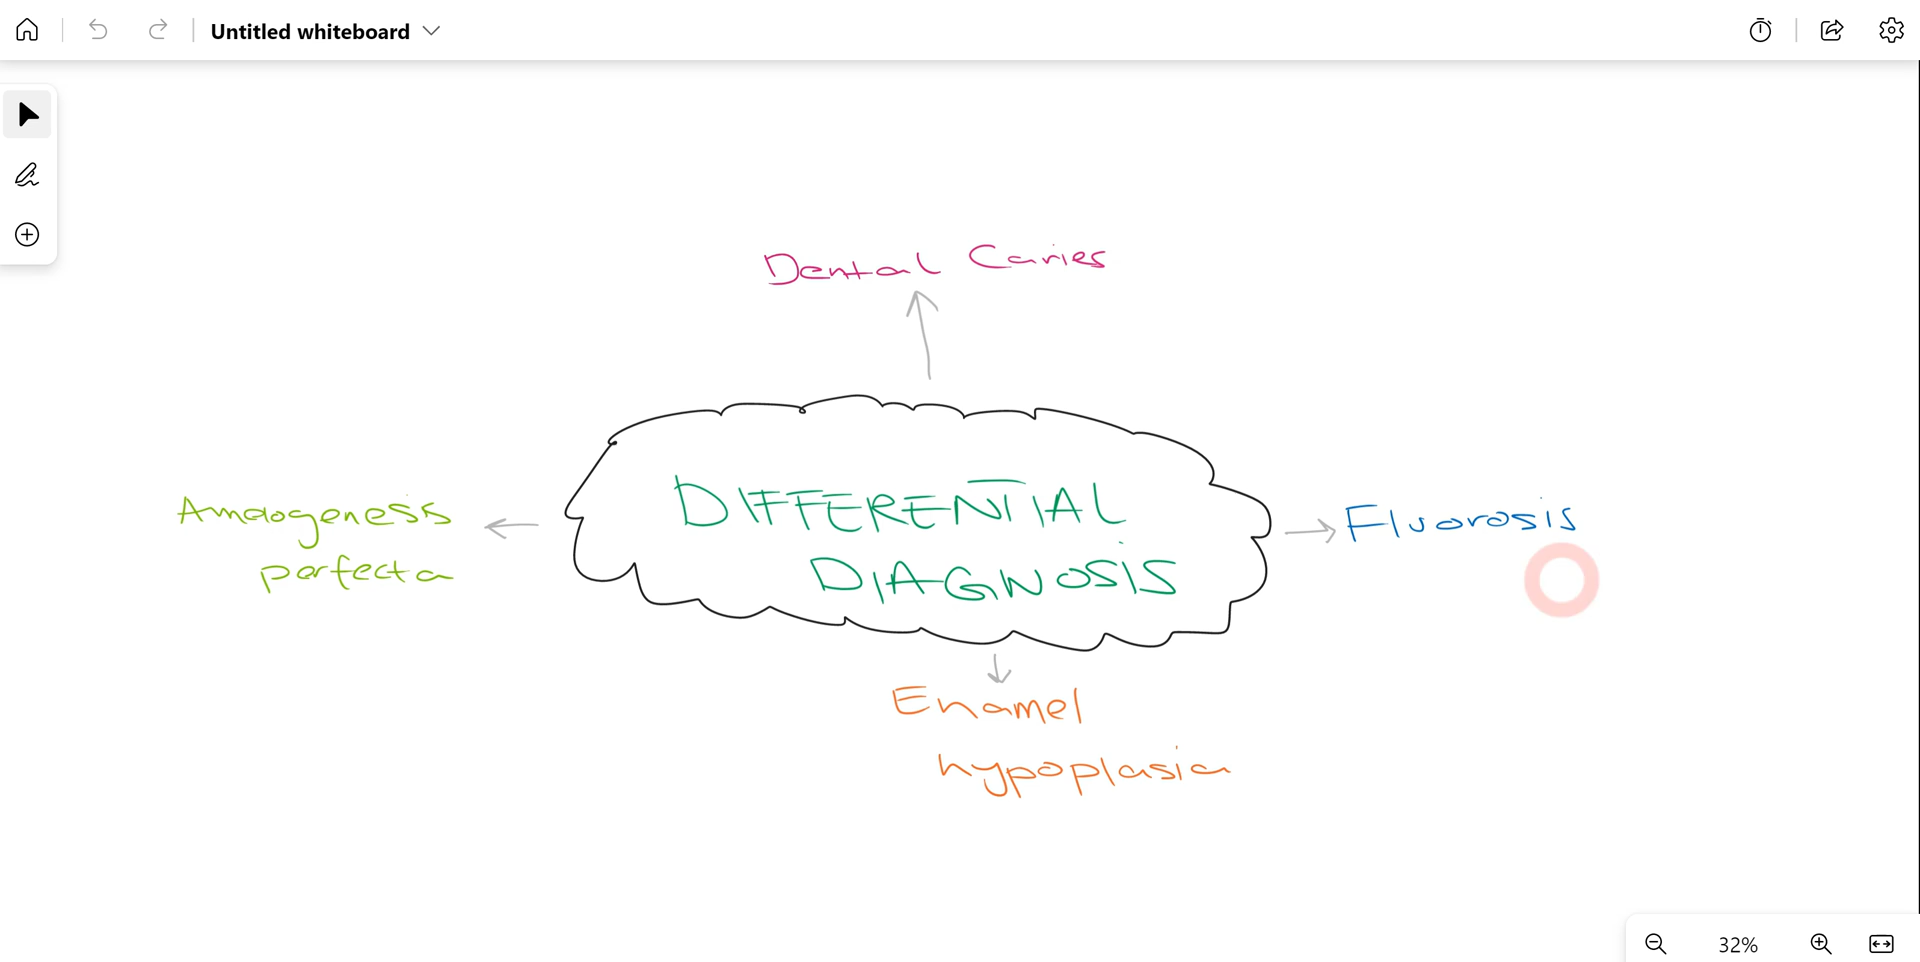 Untitled whiteboard
Dental Caries
DIFFERENTIAL
DIAGNOSIS
Amelogenesis
perfecta
Fluorosis
Enamel
hypoplasia
32%